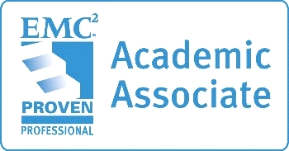 EMC²
PROVEN
PROFESSIONAL
Academic
Associate